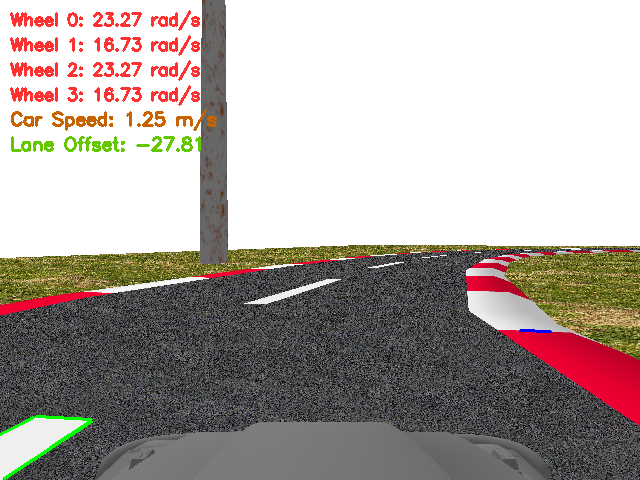 Wheel 0: 23.27 rad/s
Wheel 1: 16.73 rad/s
Wheel 2: 23.27 rad/s
Wheel 3: 16.73 rad/s
Car Speed: 1.25 m/s
Lane Offset: -27.81